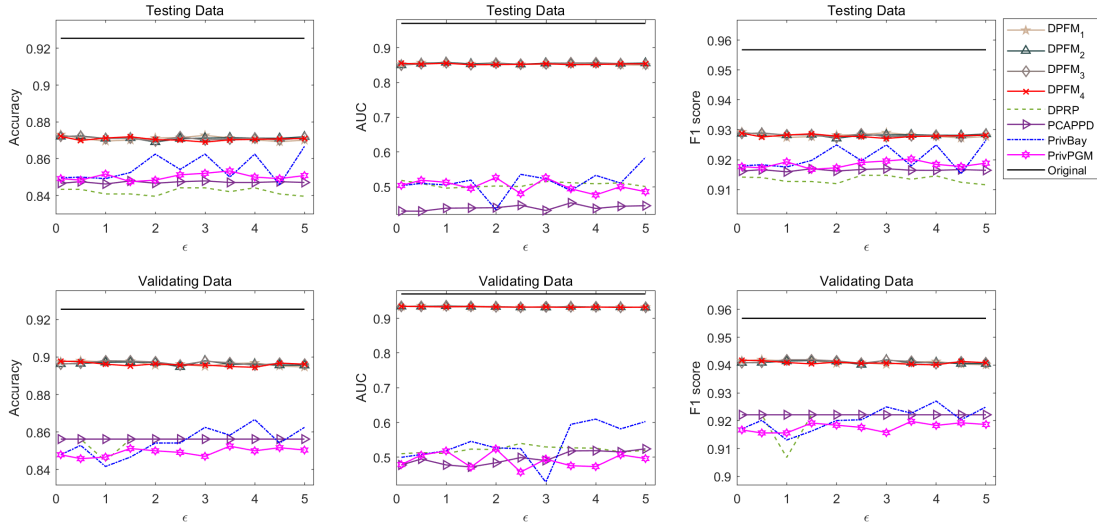 Testing Data
0.92
0.9
0.88
0.86
0.84
Accuracy
0 1 2 3 4 5
ϵ
Testing Data
0.9
0.8
0.7
0.6
0.5
AUC
0 1 2 3 4 5
ϵ
Testing Data
0.96
0.95
0.94
0.93
0.92
0.91
F1 score
0 1 2 3 4 5
ϵ
DPFM1
DPFM2
DPFM3
DPFM4
DPRP
PCAPPD
PrivBay
PrivPGM
Original
Validating Data
0.92
0.9
0.88
0.86
0.84
Accuracy
0 1 2 3 4 5
ϵ
Validating Data
0.9
0.8
0.7
0.6
0.5
AUC
0 1 2 3 4 5
ϵ
Validating Data
0.96
0.95
0.94
0.93
0.92
0.91
0.9
F1 score
0 1 2 3 4 5
ϵ